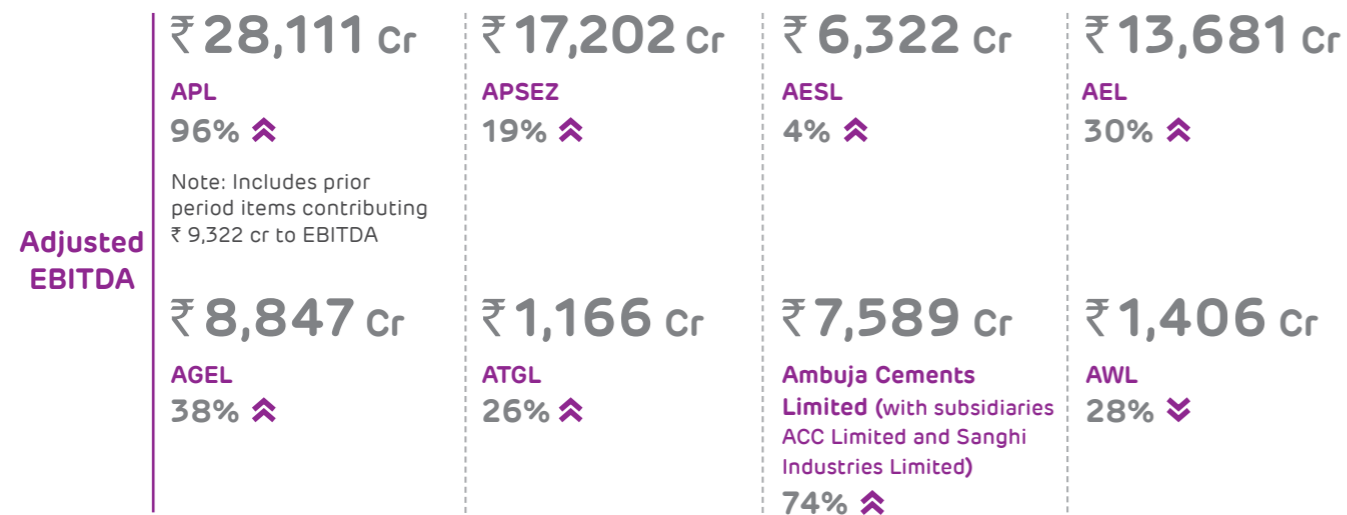 Adjusted
EBITDA
₹ 28,111 Cr
APL
96%
Note: Includes prior
period items contributing
₹ 9,322 cr to EBITDA
₹ 17,202 Cr
APSEZ
19%
₹ 6,322 Cr
AESL
4%
₹ 13,681 Cr
AEL
30%
₹ 8,847 Cr
AGEL
38%
₹ 1,166 Cr
ATGL
26%
₹ 7,589 Cr
Ambuja Cements
Limited (with subsidiaries
ACC Limited and Sanghi
Industries Limited)
74%
₹ 1,406 Cr
AWL
28%